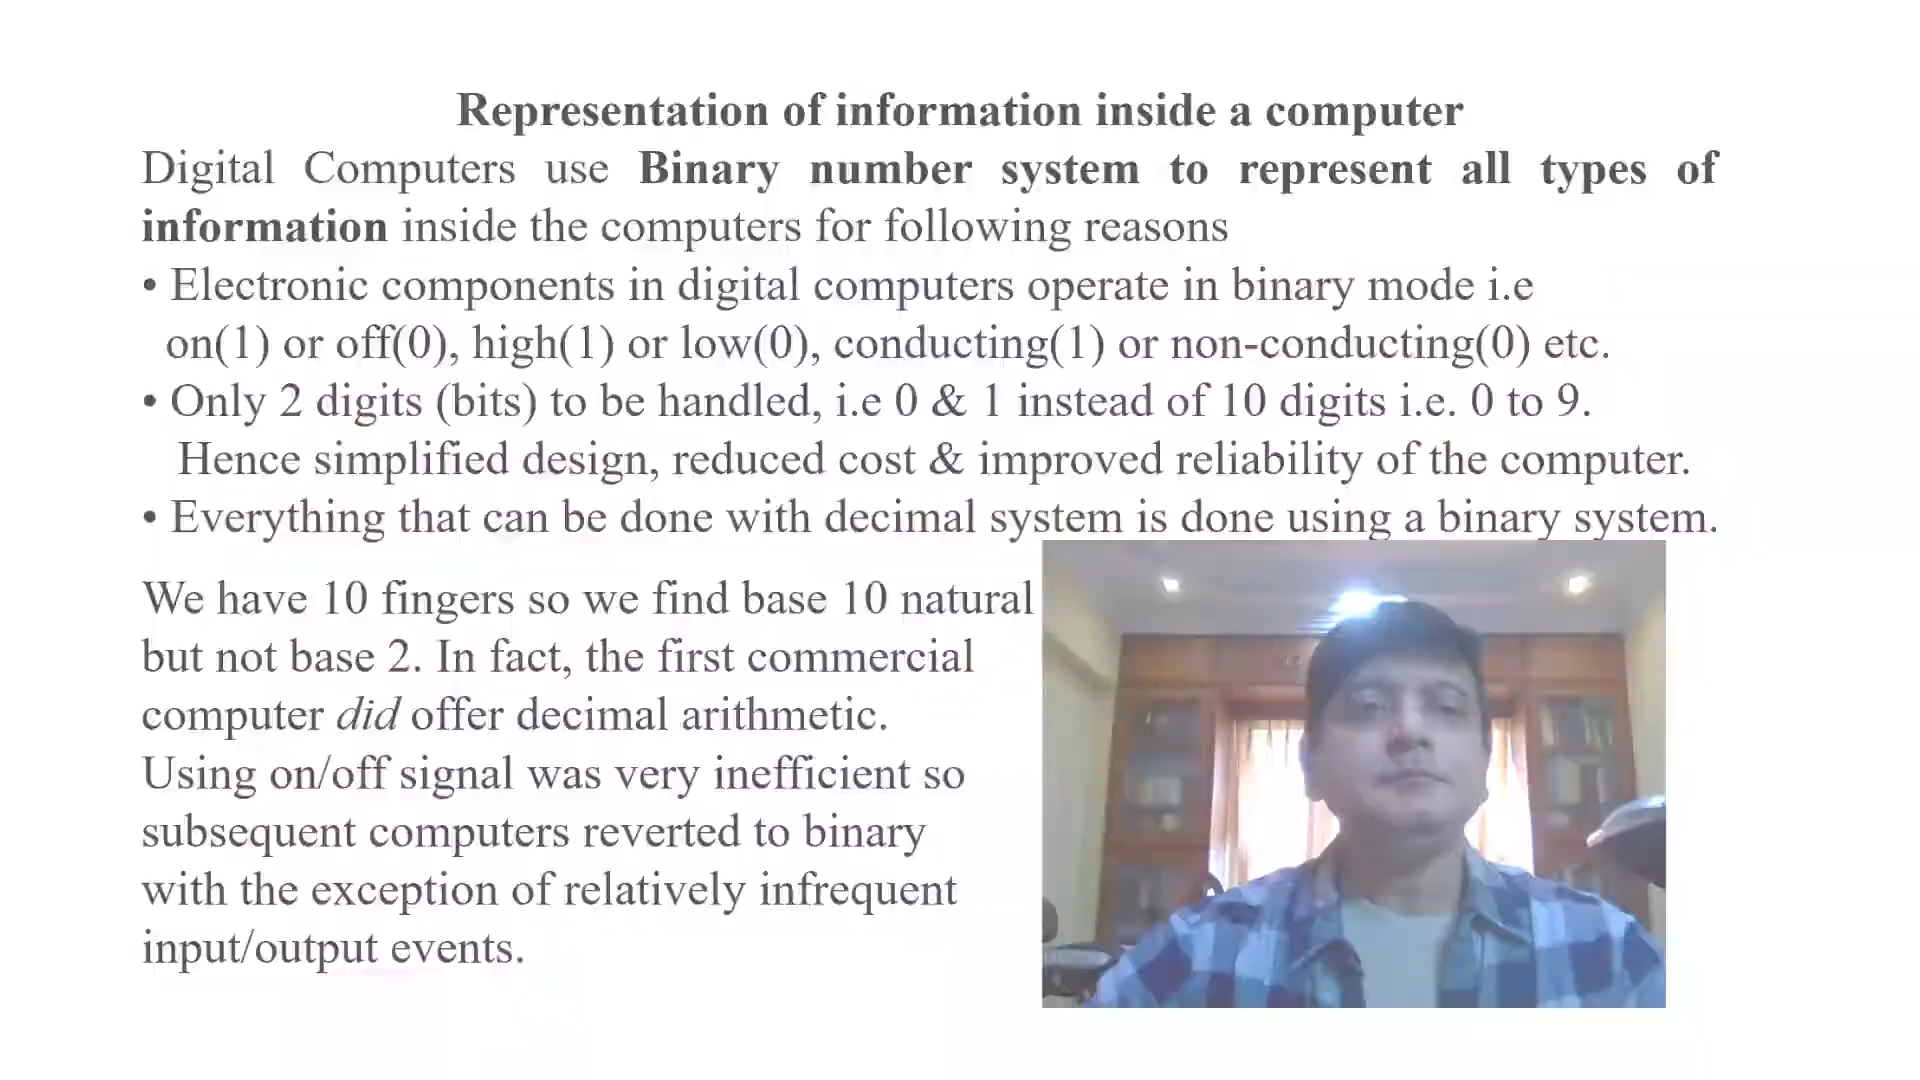 Representation of information inside a computer
Digital Computers use Binary number system to represent all types of
information inside the computers for following reasons
• Electronic components in digital computers operate in binary mode i.e
on(1) or off(0), high(1) or low(0), conducting(1) or non-conducting(0) etc.
• Only 2 digits (bits) to be handled, i.e 0 & 1 instead of 10 digits i.e. 0 to 9.
Hence simplified design, reduced cost & improved reliability of the computer.
• Everything that can be done with decimal system is done using a binary system.
We have 10 fingers so we find base 10 natural
but not base 2. In fact, the first commercial
computer did offer decimal arithmetic.
Using on/off signal was very inefficient so
subsequent computers reverted to binary
with the exception of relatively infrequent
input/output events.